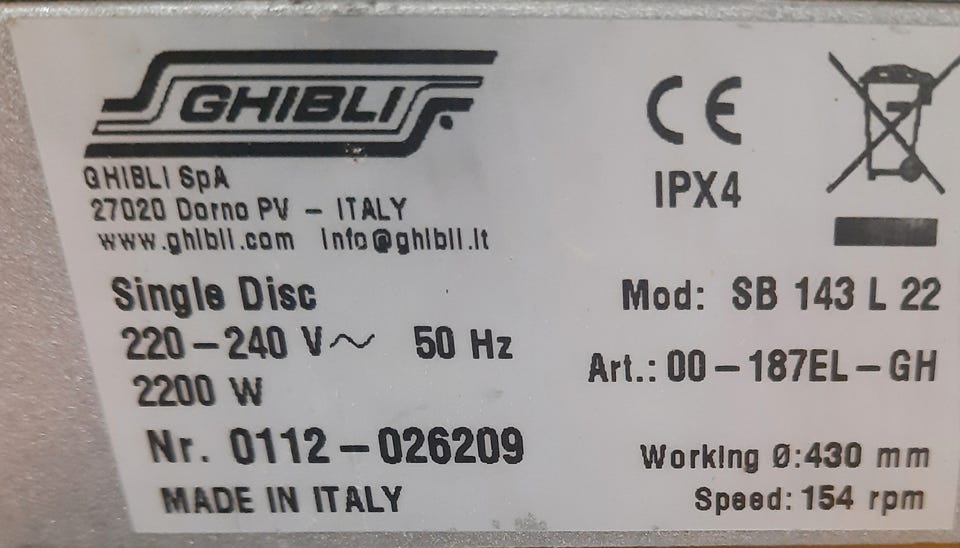 GHIBLI
GHIBLI SpA
27020 Dorno PV - ITALY
www.ghibli.com info@ghibli.it
CE
IPX4
Single Disc
220-240 V~ 50 Hz
2200 W
Nr. 0112-026209
MADE IN ITALY
Mod: SB 143 L 22
Art.: 00-187EL-GH
Working Ø:430 mm
Speed: 154 rpm